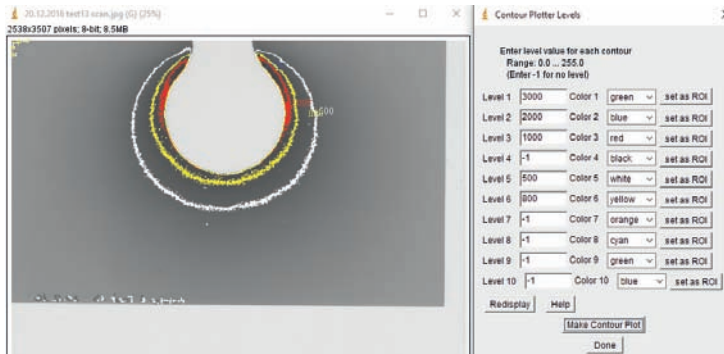 20.12.2016 test13 scan.jpg (G) (25%)
2538x3507 pixels; 8-bit; 8.5MB
500
Contour Plotter Levels
Enter level value for each contour
Range: 0.0 ... 255.0
(Enter -1 for no level)
Level 1 3000 Color 1 green set as ROI
Level 2 2000 Color 2 blue set as ROI
Level 3 1000 Color 3 red set as ROI
Level 4 -1 Color 4 black set as ROI
Level 5 500 Color 5 white set as ROI
Level 6 800 Color 6 yellow set as ROI
Level 7 -1 Color 7 orange set as ROI
Level 8 -1 Color 8 cyan set as ROI
Level 9 -1 Color 9 green set as ROI
Level 10 -1 Color 10 blue set as ROI
Redisplay Help
Make Contour Plot
Done